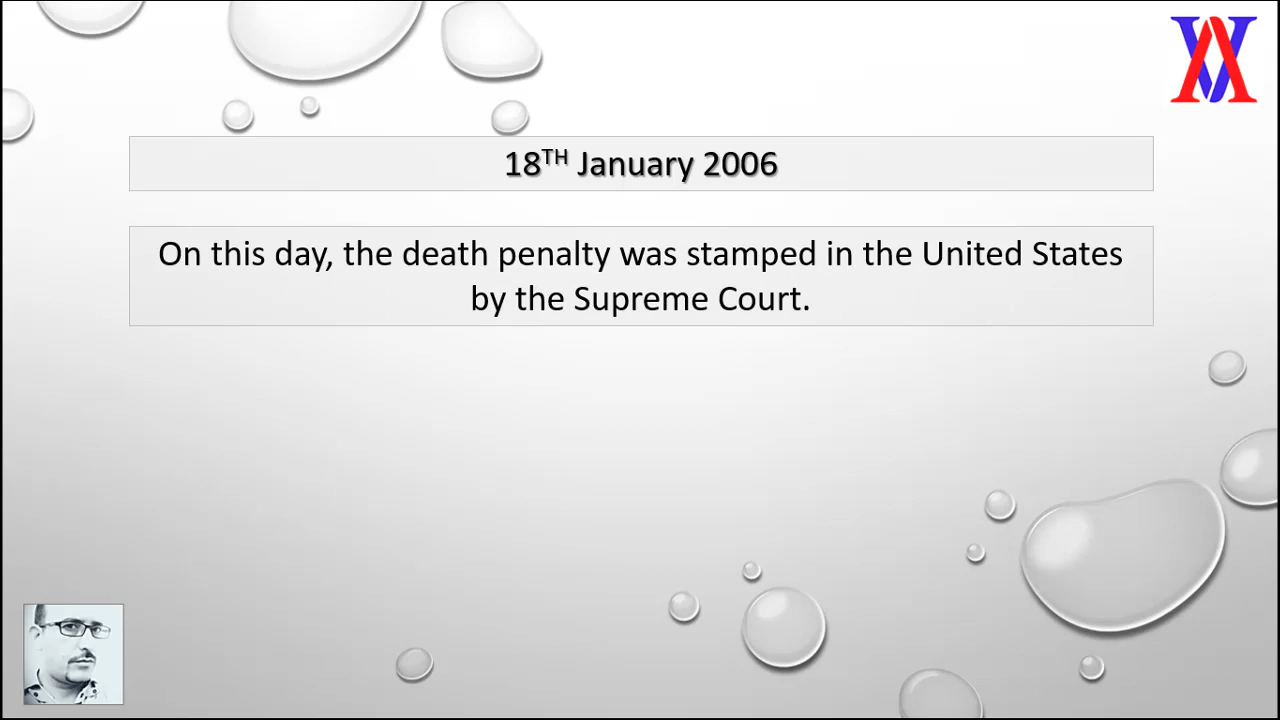 18TH January 2006
On this day, the death penalty was stamped in the United States
by the Supreme Court.